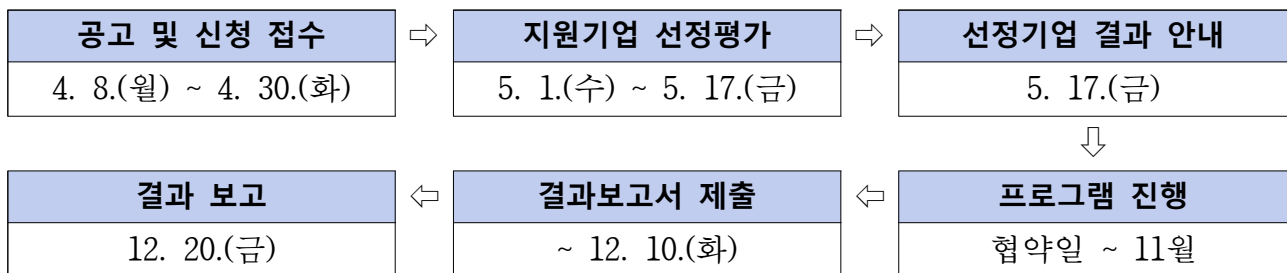 공고 및 신청 접수 ⇨ 지원기업 선정평가 ⇨ 선정기업 결과 안내
4. 8.(월) ~ 4. 30.(화) 5. 1.(수) ~ 5. 17.(금) 5. 17.(금)
⇩
결과 보고 ⇦ 결과보고서 제출 ⇦ 프로그램 진행
12. 20.(금) ~ 12. 10.(화) 협약일 ~ 11월